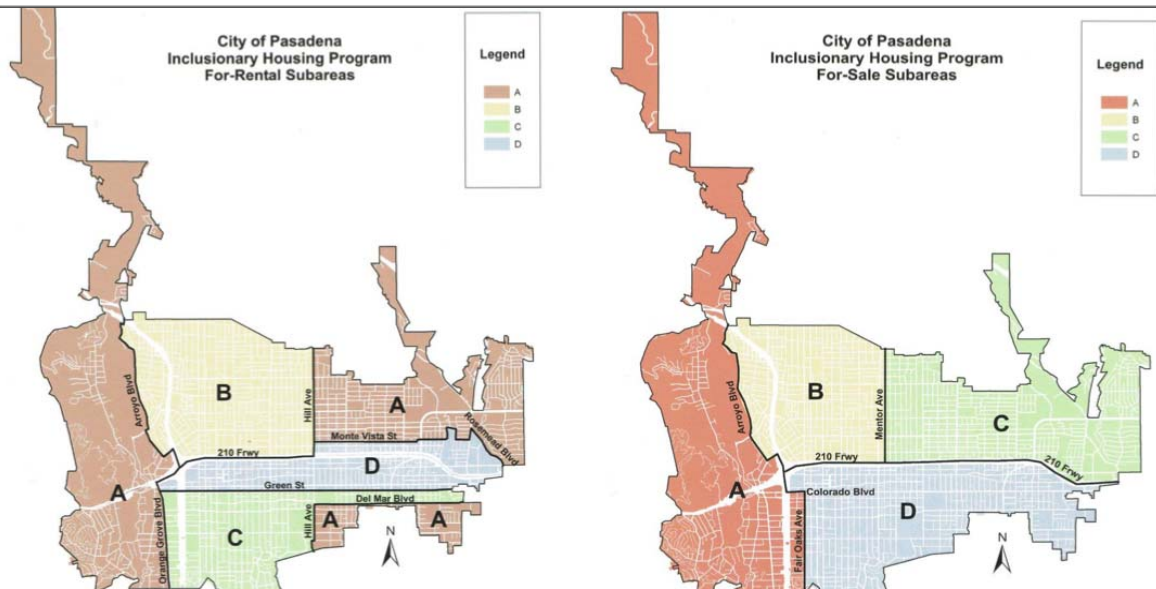 City of Pasadena
Inclusionary Housing Program
For-Rental Subareas
Legend
A
B
C
D
Arroyo Blvd
B
Hill Ave
A
Rosemead Blvd
Monte Vista St
210 Frwy
D
Green St
A
Del Mar Blvd
Orange Grove Blvd
C
Hill Ave
A
A
N
City of Pasadena
Inclusionary Housing Program
For-Sale Subareas
Legend
A
B
C
D
Arroyo Blvd
B
Mentor Ave
C
210 Frwy
210 Frwy
A
Colorado Blvd
D
Fair Oaks Ave
N